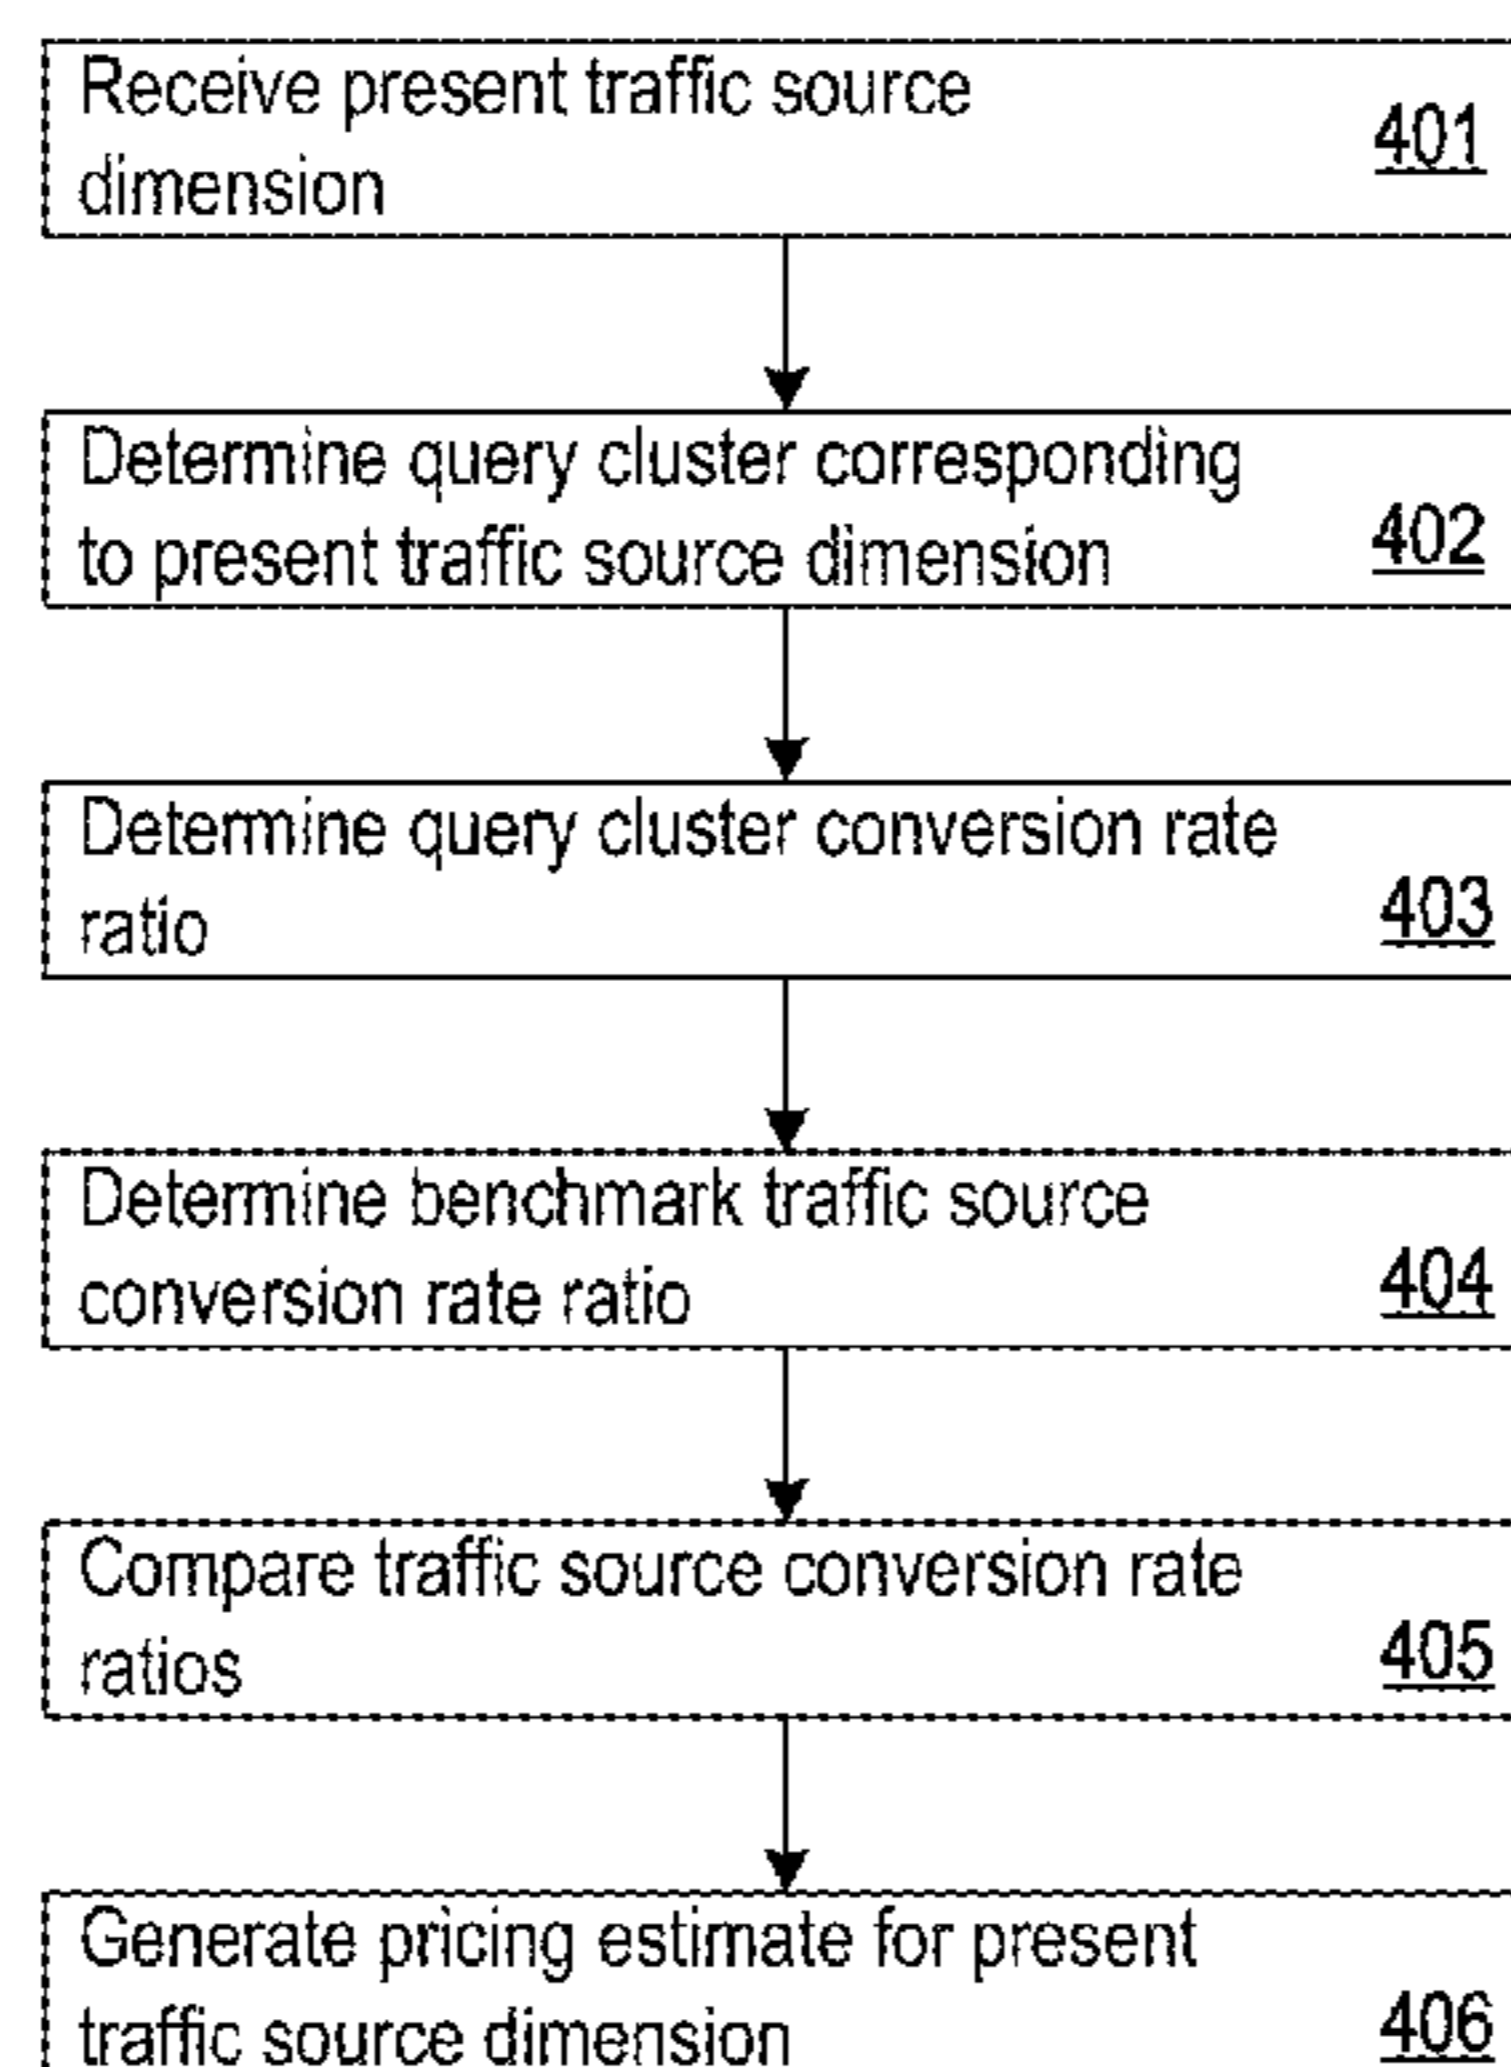 Receive present traffic source
dimension
401
Determine query cluster corresponding
to present traffic source dimension
402
Determine query cluster conversion rate
ratio
403
Determine benchmark traffic source
conversion rate ratio
404
Compare traffic source conversion rate
ratios
405
Generate pricing estimate for present
traffic source dimension
406